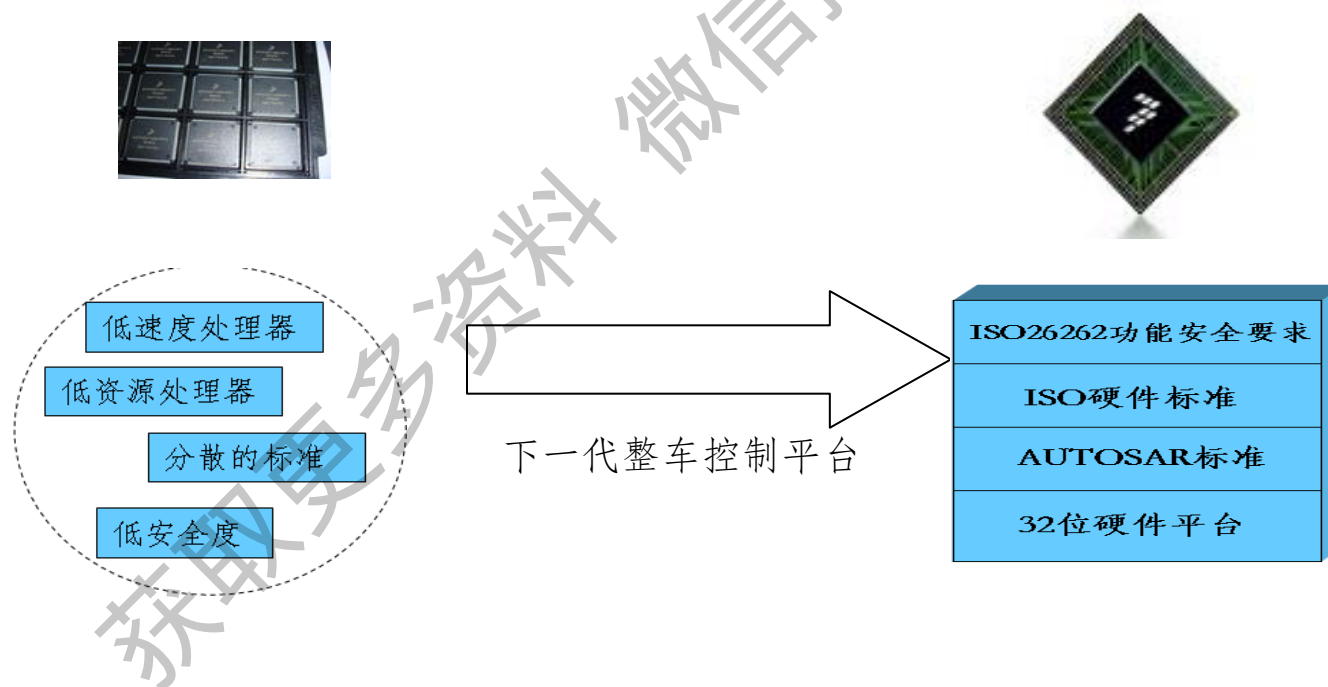 低速度处理器
低资源处理器
分散的标准
低安全度
下一代整车控制平台
ISO26262功能安全要求
ISO硬件标准
AUTOSAR标准
32位硬件平台
获取更多资料 微信